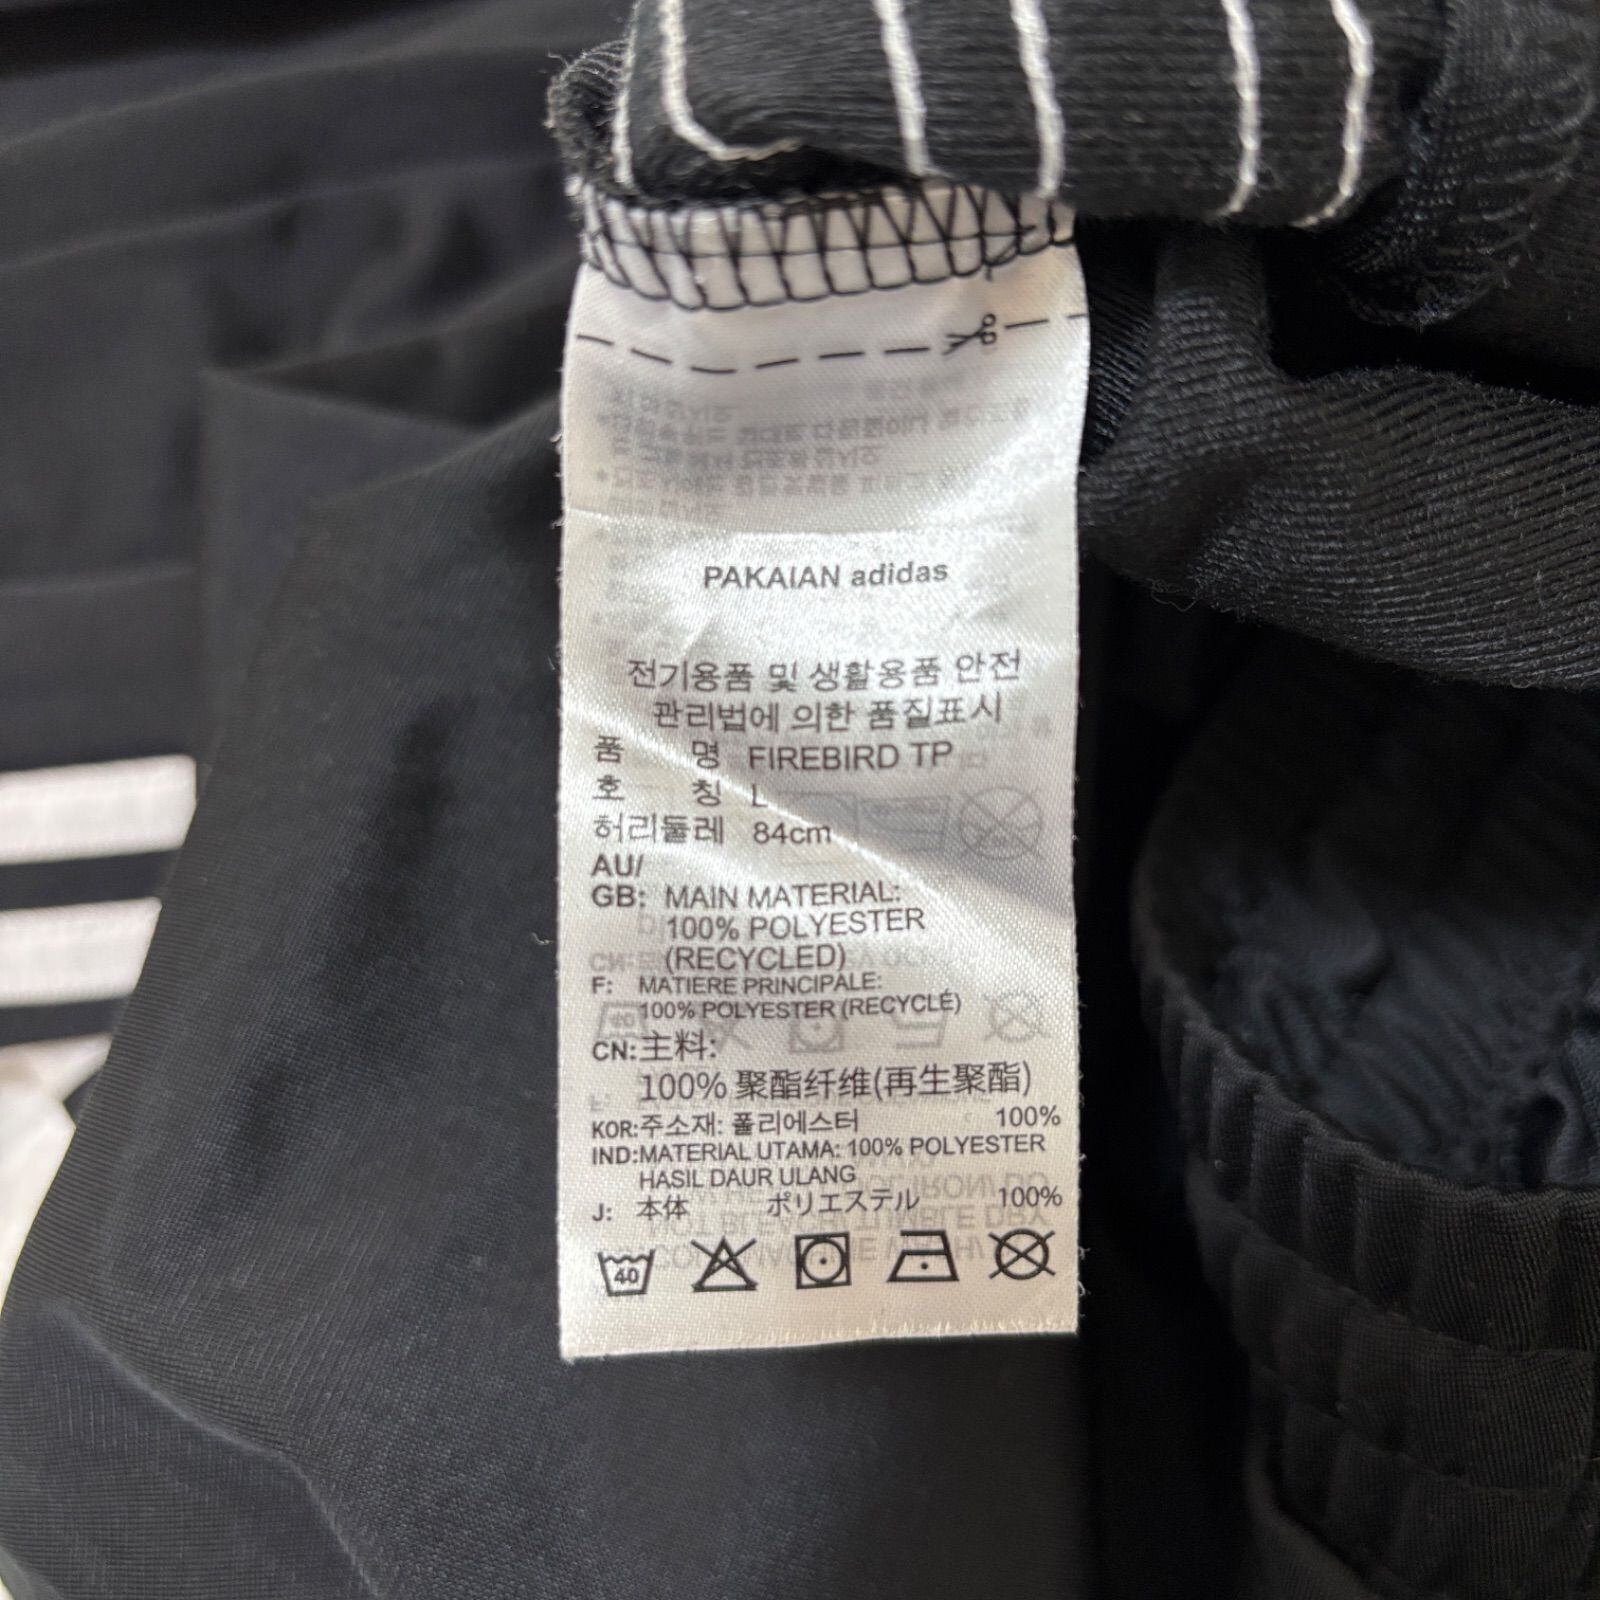 PAKAIAN adidas
전기용품 및 생활용품 안전
관리법에 의한 품질표시
품 명 FIREBIRD TP
호 칭 L
허리둘레 84cm
AU/
GB: MAIN MATERIAL:
100% POLYESTER
(RECYCLED)
F: MATIERE PRINCIPALE:
100% POLYESTER (RECYCLÉ)
CN: 主料:
100% 聚酯纤维(再生聚酯)
KOR: 주소재: 폴리에스터 100%
IND: MATERIAL UTAMA: 100% POLYESTER
HASIL DAUR ULANG
J: 本体 ポリエステル 100%
40